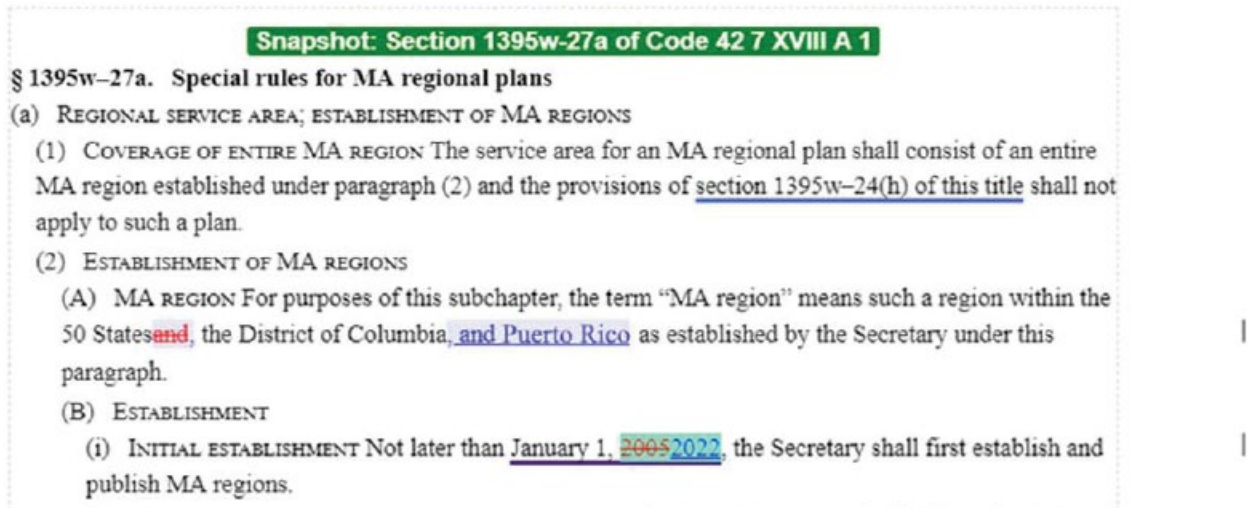 Snapshot: Section 1395w-27a of Code 42 7 XVIII A 1
§ 1395w–27a. Special rules for MA regional plans
(a) REGIONAL SERVICE AREA; ESTABLISHMENT OF MA REGIONS
(1) COVERAGE OF ENTIRE MA REGION The service area for an MA regional plan shall consist of an entire
MA region established under paragraph (2) and the provisions of section 1395w–24(h) of this title shall not
apply to such a plan.
(2) ESTABLISHMENT OF MA REGIONS
(A) MA REGION For purposes of this subchapter, the term “MA region” means such a region within the
50 Statesand, the District of Columbia, and Puerto Rico as established by the Secretary under this
paragraph.
(B) ESTABLISHMENT
(i) INITIAL ESTABLISHMENT Not later than January 1, 20052022, the Secretary shall first establish and
publish MA regions.